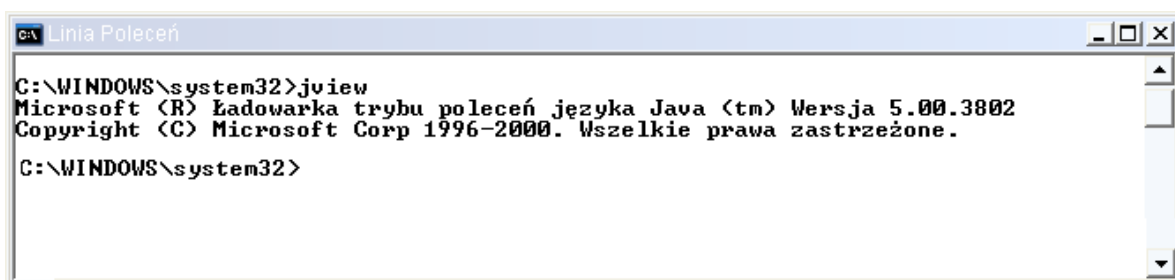 Linia Poleceń
C:\WINDOWS\system32>jview
Microsoft (R) Ładowarka trybu poleceń języka Java (tm) Wersja 5.00.3802
Copyright (C) Microsoft Corp 1996-2000. Wszelkie prawa zastrzeżone.
C:\WINDOWS\system32>